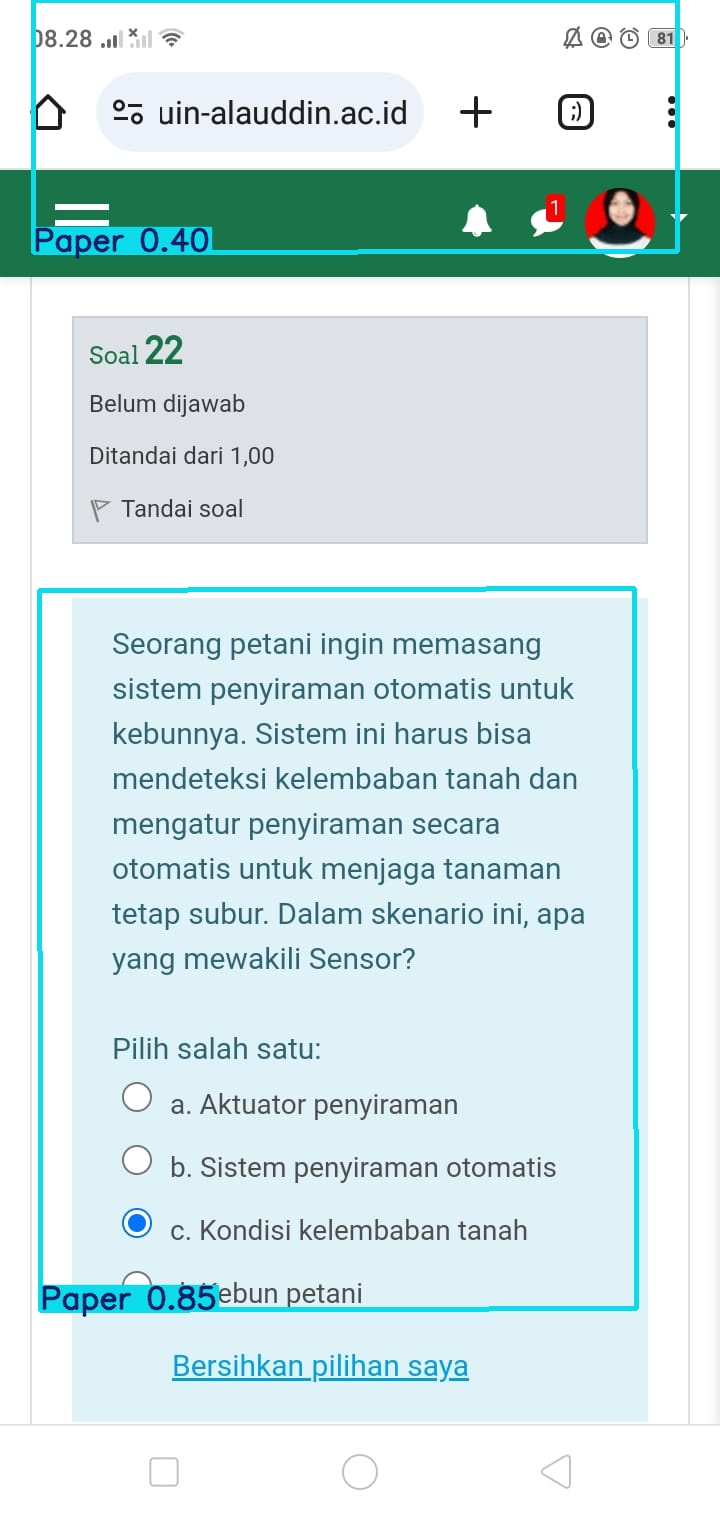 08.28
81
uin-alauddin.ac.id
1
Paper 0.40
Soal 22
Belum dijawab
Ditandai dari 1,00
Tandai soal
Seorang petani ingin memasang
sistem penyiraman otomatis untuk
kebunnya. Sistem ini harus bisa
mendeteksi kelembaban tanah dan
mengatur penyiraman secara
otomatis untuk menjaga tanaman
tetap subur. Dalam skenario ini, apa
yang mewakili Sensor?
Pilih salah satu:
a. Aktuator penyiraman
b. Sistem penyiraman otomatis
c. Kondisi kelembaban tanah
Kebun petani
Paper 0.85
Bersihkan pilihan saya